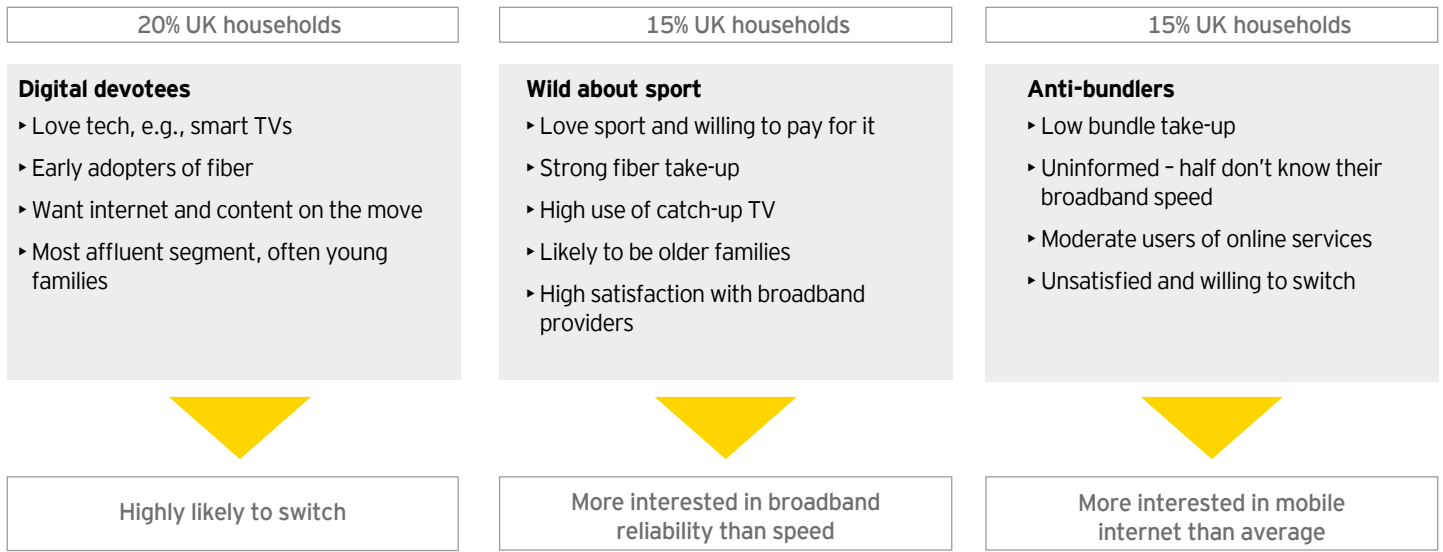 20% UK households
Digital devotees
‣ Love tech, e.g., smart TVs
‣ Early adopters of fiber
‣ Want internet and content on the move
‣ Most affluent segment, often young
families
Highly likely to switch
15% UK households
Wild about sport
‣ Love sport and willing to pay for it
‣ Strong fiber take-up
‣ High use of catch-up TV
‣ Likely to be older families
‣ High satisfaction with broadband
providers
More interested in broadband
reliability than speed
15% UK households
Anti-bundlers
‣ Low bundle take-up
‣ Uninformed – half don’t know their
broadband speed
‣ Moderate users of online services
‣ Unsatisfied and willing to switch
More interested in mobile
internet than average